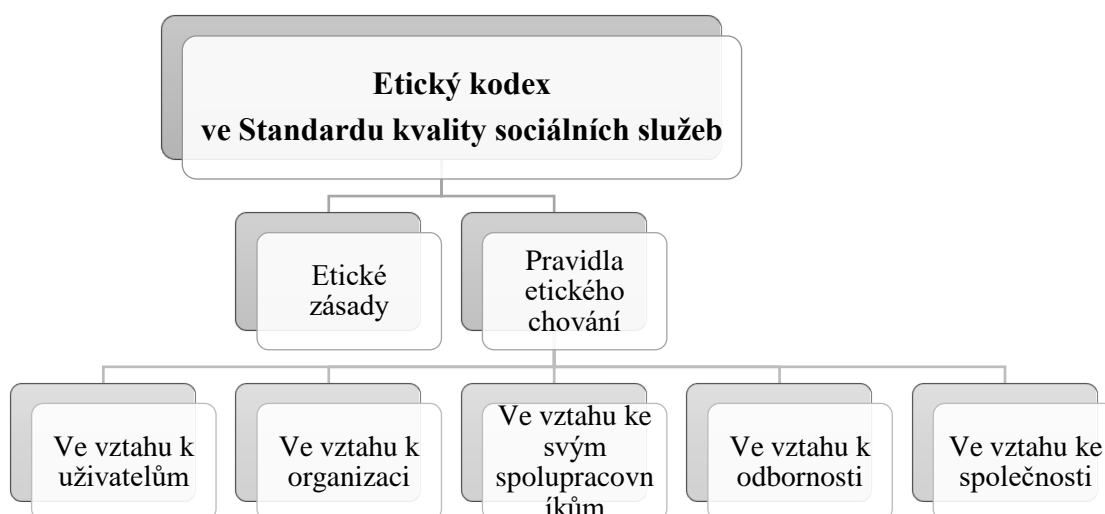 Etický kodex
ve Standardu kvality sociálních služeb
Etické
zásady
Pravidla
etického
chování
Ve vztahu k
uživatelům
Ve vztahu k
organizaci
Ve vztahu ke
svým
spolupracovn
íkům
Ve vztahu k
odbornosti
Ve vztahu ke
společnosti